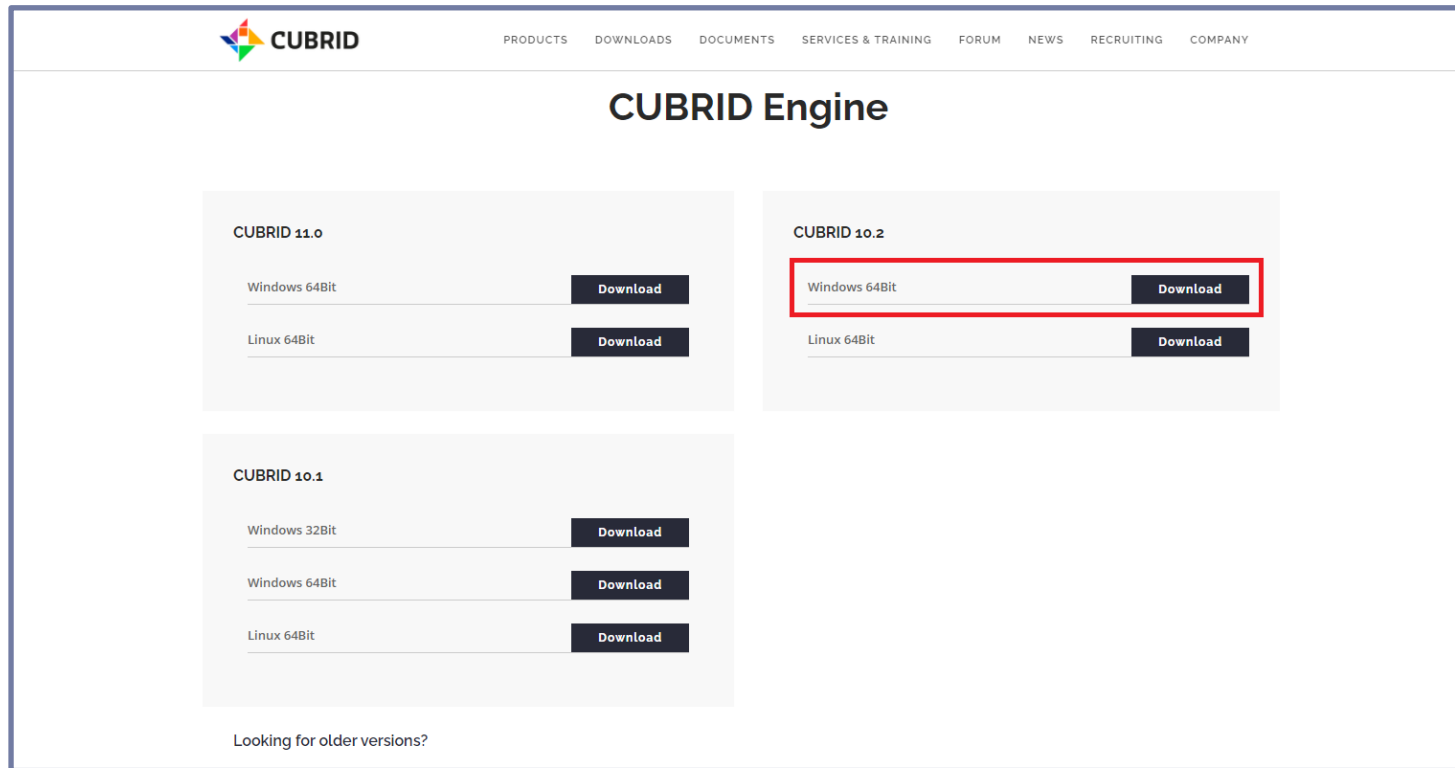 CUBRID
PRODUCTS DOWNLOADS DOCUMENTS SERVICES & TRAINING FORUM NEWS RECRUITING COMPANY
CUBRID Engine
CUBRID 11.0
Windows 64Bit Download
Linux 64Bit Download
CUBRID 10.2
Windows 64Bit Download
Linux 64Bit Download
CUBRID 10.1
Windows 32Bit Download
Windows 64Bit Download
Linux 64Bit Download
Looking for older versions?